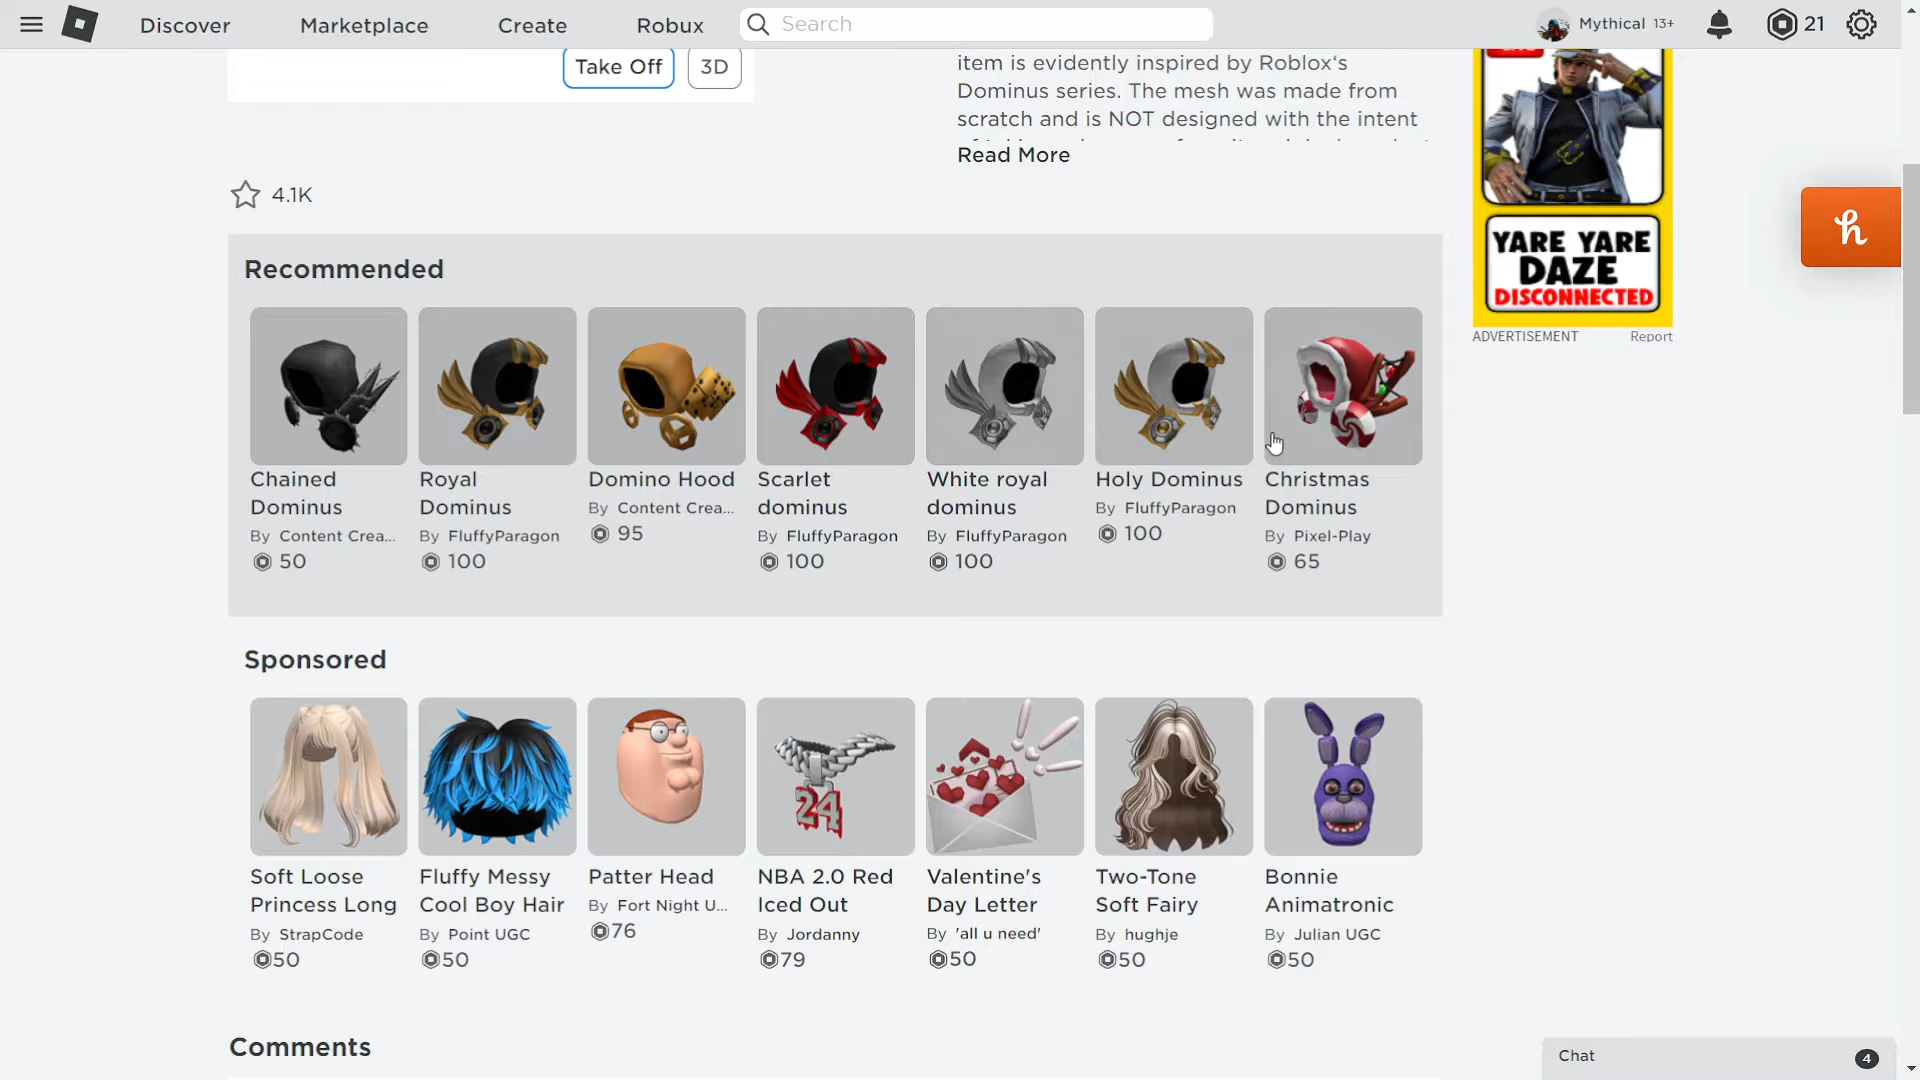 Discover
Marketplace
Create
Robux
Search
Mythical 13+
21
Take Off
3D
item is evidently inspired by Roblox's
Dominus series. The mesh was made from
scratch and is NOT designed with the intent
Read More
YARE YARE
DAZE
DISCONNECTED
ADVERTISEMENT
Report
4.1K
Recommended
Chained
Dominus
By Content Crea...
50
Royal
Dominus
By FluffyParagon
100
Domino Hood
By Content Crea...
95
Scarlet
dominus
By FluffyParagon
100
White royal
dominus
By FluffyParagon
100
Holy Dominus
By FluffyParagon
100
Christmas
Dominus
By Pixel-Play
65
Sponsored
24
Soft Loose
Princess Long
By StrapCode
50
Fluffy Messy
Cool Boy Hair
By Point UGC
50
Patter Head
By Fort Night U...
76
NBA 2.0 Red
Iced Out
By Jordanny
79
Valentine's
Day Letter
By 'all u need'
50
Two-Tone
Soft Fairy
By hughje
50
Bonnie
Animatronic
By Julian UGC
50
Comments
Chat
4